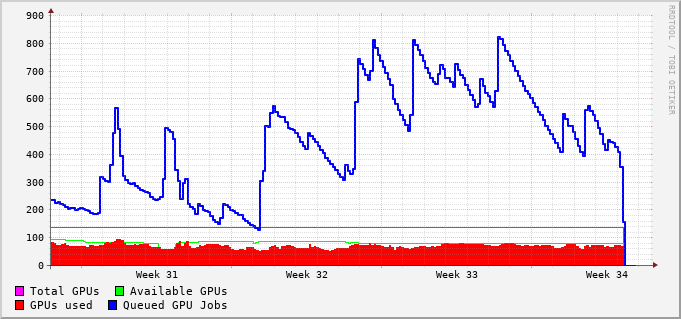 900
800
700
600
500
400
300
200
100
0
Week 31 Week 32 Week 33 Week 34
Total GPUs Available GPUs
GPUs used Queued GPU Jobs
RRDTOOL / TOBI OETIKER